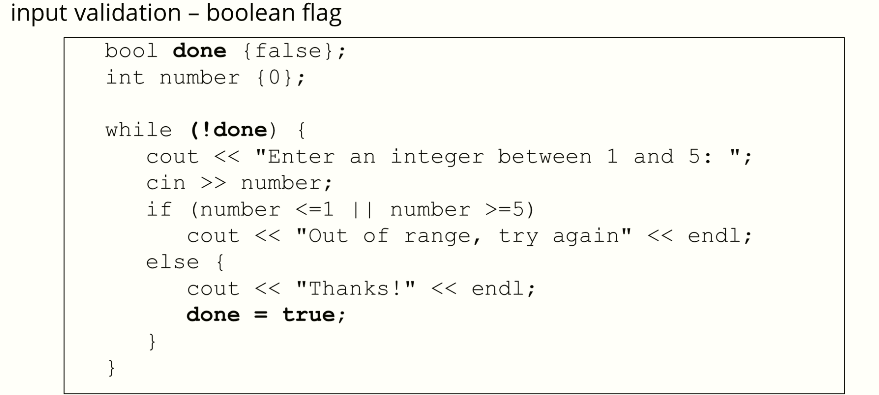 input validation – boolean flag
bool done {false};
int number {0};
while (!done) {
cout << "Enter an integer between 1 and 5: ";
cin >> number;
if (number <=1 || number >=5)
cout << "Out of range, try again" << endl;
else {
cout << "Thanks!" << endl;
done = true;
}
}